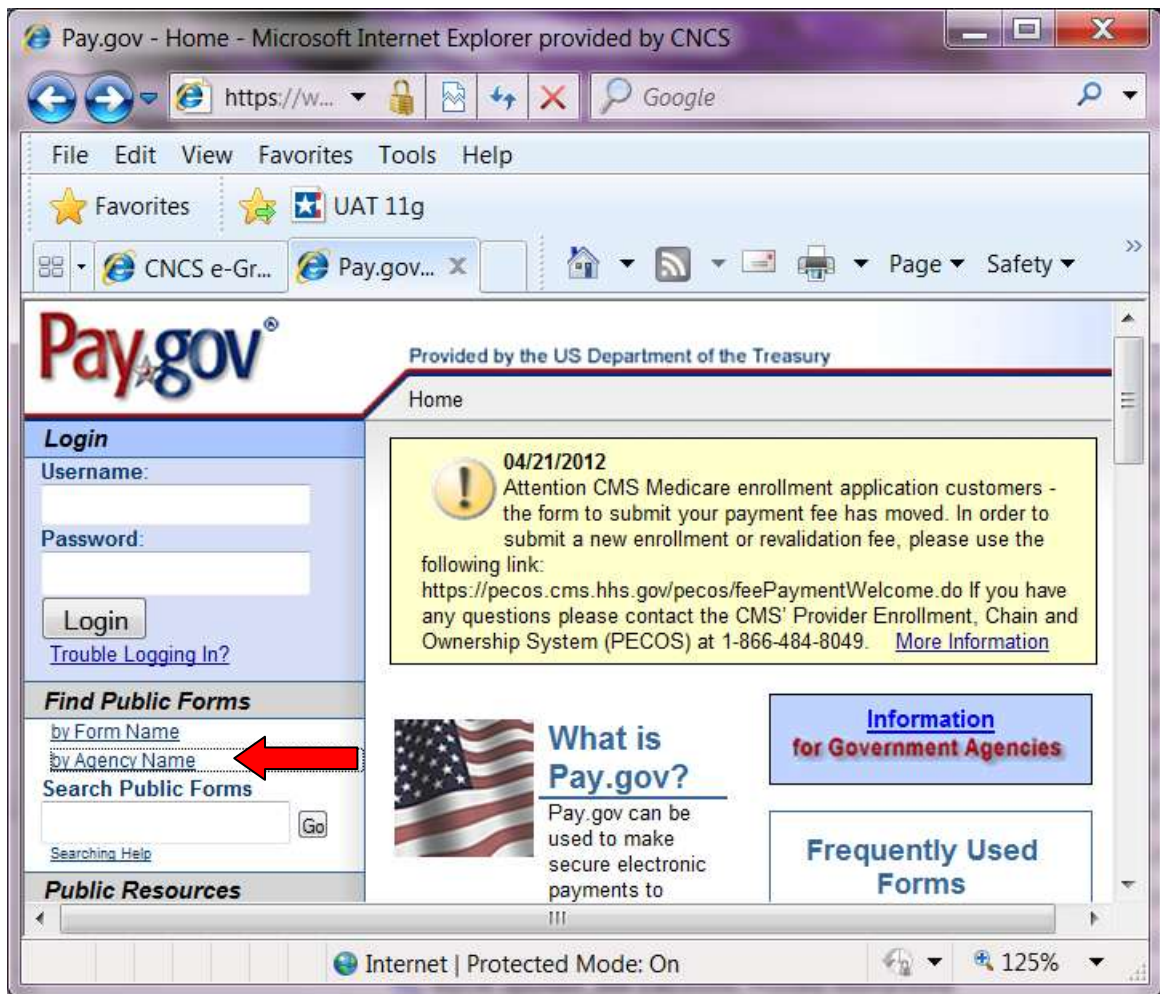 Pay.gov - Home - Microsoft Internet Explorer provided by CNCS
https://w...
Google
File Edit View Favorites Tools Help
Favorites UAT 11g
CNCS e-Gr... Pay.gov... Page Safety
Pay.gov®
Provided by the US Department of the Treasury
Home
Login
Username:
Password:
Login
Trouble Logging In?
Find Public Forms
by Form Name
by Agency Name
Search Public Forms
Go
Searching Help
Public Resources
04/21/2012
Attention CMS Medicare enrollment application customers -
the form to submit your payment fee has moved. In order to
submit a new enrollment or revalidation fee, please use the
following link:
https://pecos.cms.hhs.gov/pecos/feePaymentWelcome.do If you have
any questions please contact the CMS' Provider Enrollment, Chain and
Ownership System (PECOS) at 1-866-484-8049. More Information
What is
Pay.gov?
Pay.gov can be
used to make
secure electronic
payments to
Information
for Government Agencies
Frequently Used
Forms
Internet | Protected Mode: On
125%